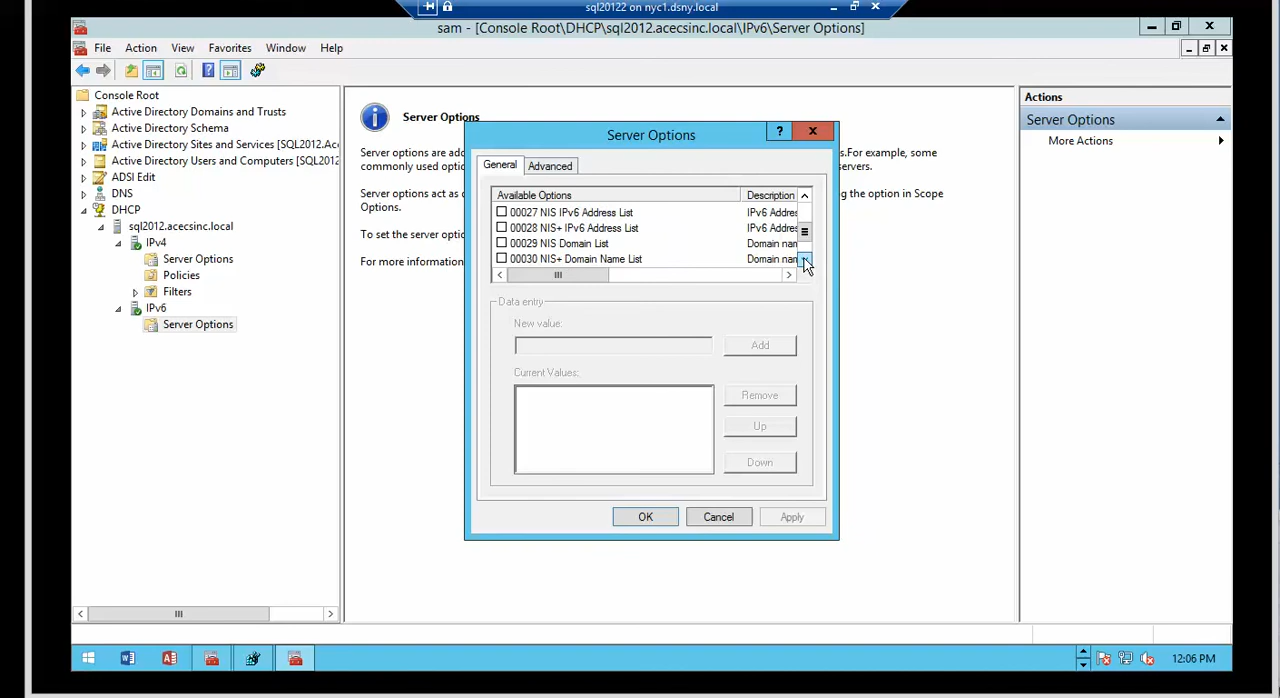 sql20122 on nyc1.dsny.local
sam - [Console Root\DHCP\sql2012.acecsinc.local\IPv6\Server Options]
File Action View Favorites Window Help
Console Root
Active Directory Domains and Trusts
Active Directory Schema
Active Directory Sites and Services [SQL2012.Ace
Active Directory Users and Computers [SQL2012
ADSI Edit
DNS
DHCP
sql2012.acecsinc.local
IPv4
Server Options
Policies
Filters
IPv6
Server Options
Server Options
Server options are add
For example, some
commonly used optio
servers.
Server options act as d
ng the option in Scope
Options.
To set the server optio
For more information
Server Options
General Advanced
Available Options Description
00027 NIS IPv6 Address List IPv6 Addres
00028 NIS+ IPv6 Address List IPv6 Addres
00029 NIS Domain List Domain nam
00030 NIS+ Domain Name List Domain nam
Data entry
New value:
Add
Current Values:
Remove
Up
Down
OK Cancel Apply
Actions
Server Options
More Actions
12:06 PM